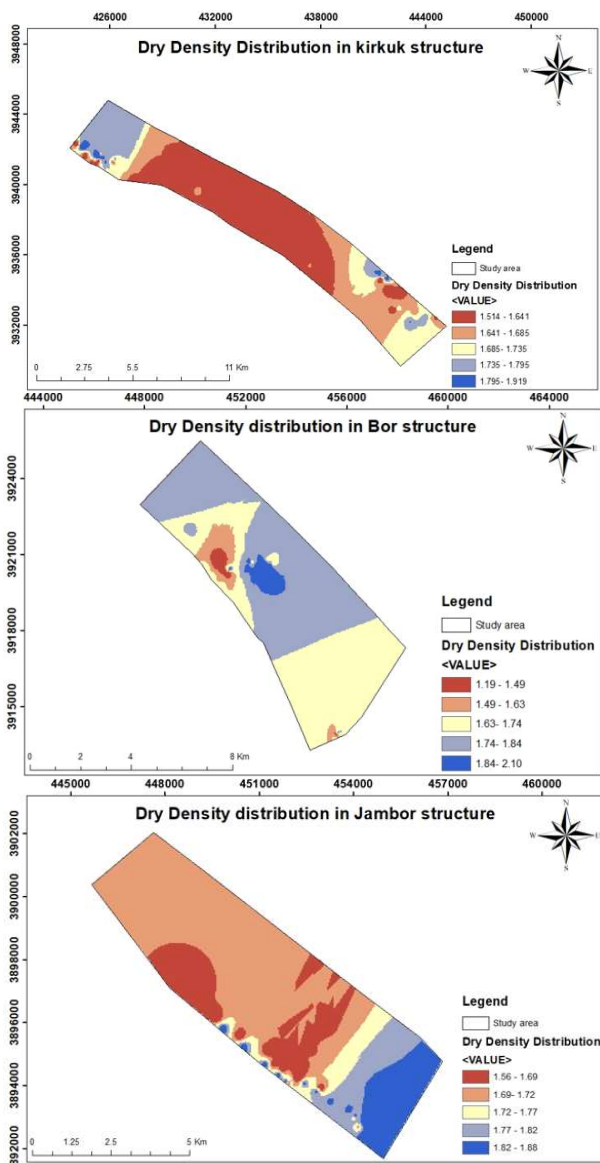 426000 432000 438000 444000 450000
3948000
Dry Density Distribution in kirkuk structure
N
W E
S
3944000
3940000
3936000
3932000
Legend
Study area
Dry Density Distribution
<VALUE>
1.514 - 1.641
1.641 - 1.685
1.685- 1.735
1.735 - 1.795
1.795 - 1.919
0 2.75 5.5 11 Km
444000 448000 452000 456000 460000 464000
Dry Density distribution in Bor structure
N
W E
S
3924000
3921000
3918000
3915000
Legend
Study area
Dry Density Distribution
<VALUE>
1.19 - 1.49
1.49 - 1.63
1.63- 1.74
1.74 - 1.84
1.84- 2.10
0 2 4 8 Km
445000 448000 451000 454000 457000 460000
Dry Density distribution in Jambor structure
N
W E
S
3902000
3900000
3898000
3896000
3894000
3892000
Legend
Study area
Dry Density Distribution
<VALUE>
1.56 - 1.69
1.69- 1.72
1.72 - 1.77
1.77 - 1.82
1.82 - 1.88
0 1.25 2.5 5 Km